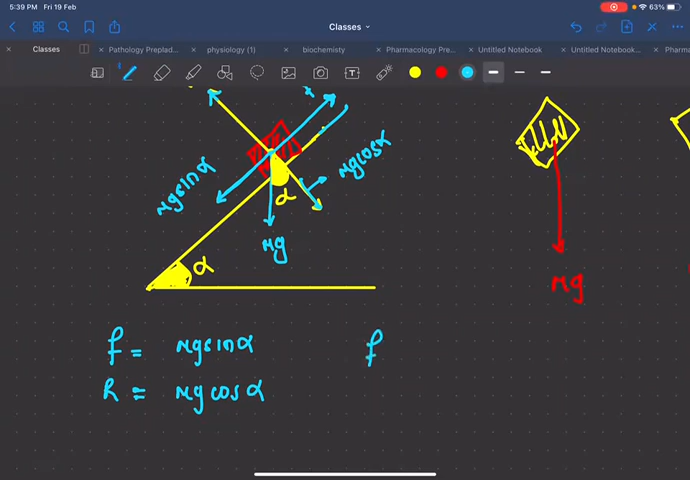 5:39 PM Fri 19 Feb
63%
Classes
Classes
Pathology Preplad...
physiology (1)
biochemisty
Pharmacology Pre...
Untitled Notebook
Untitled Notebook...
Pharma
mgsinα
mgcosα
α
mg
α
mg
f = mgsinα
f
R = mgcosα